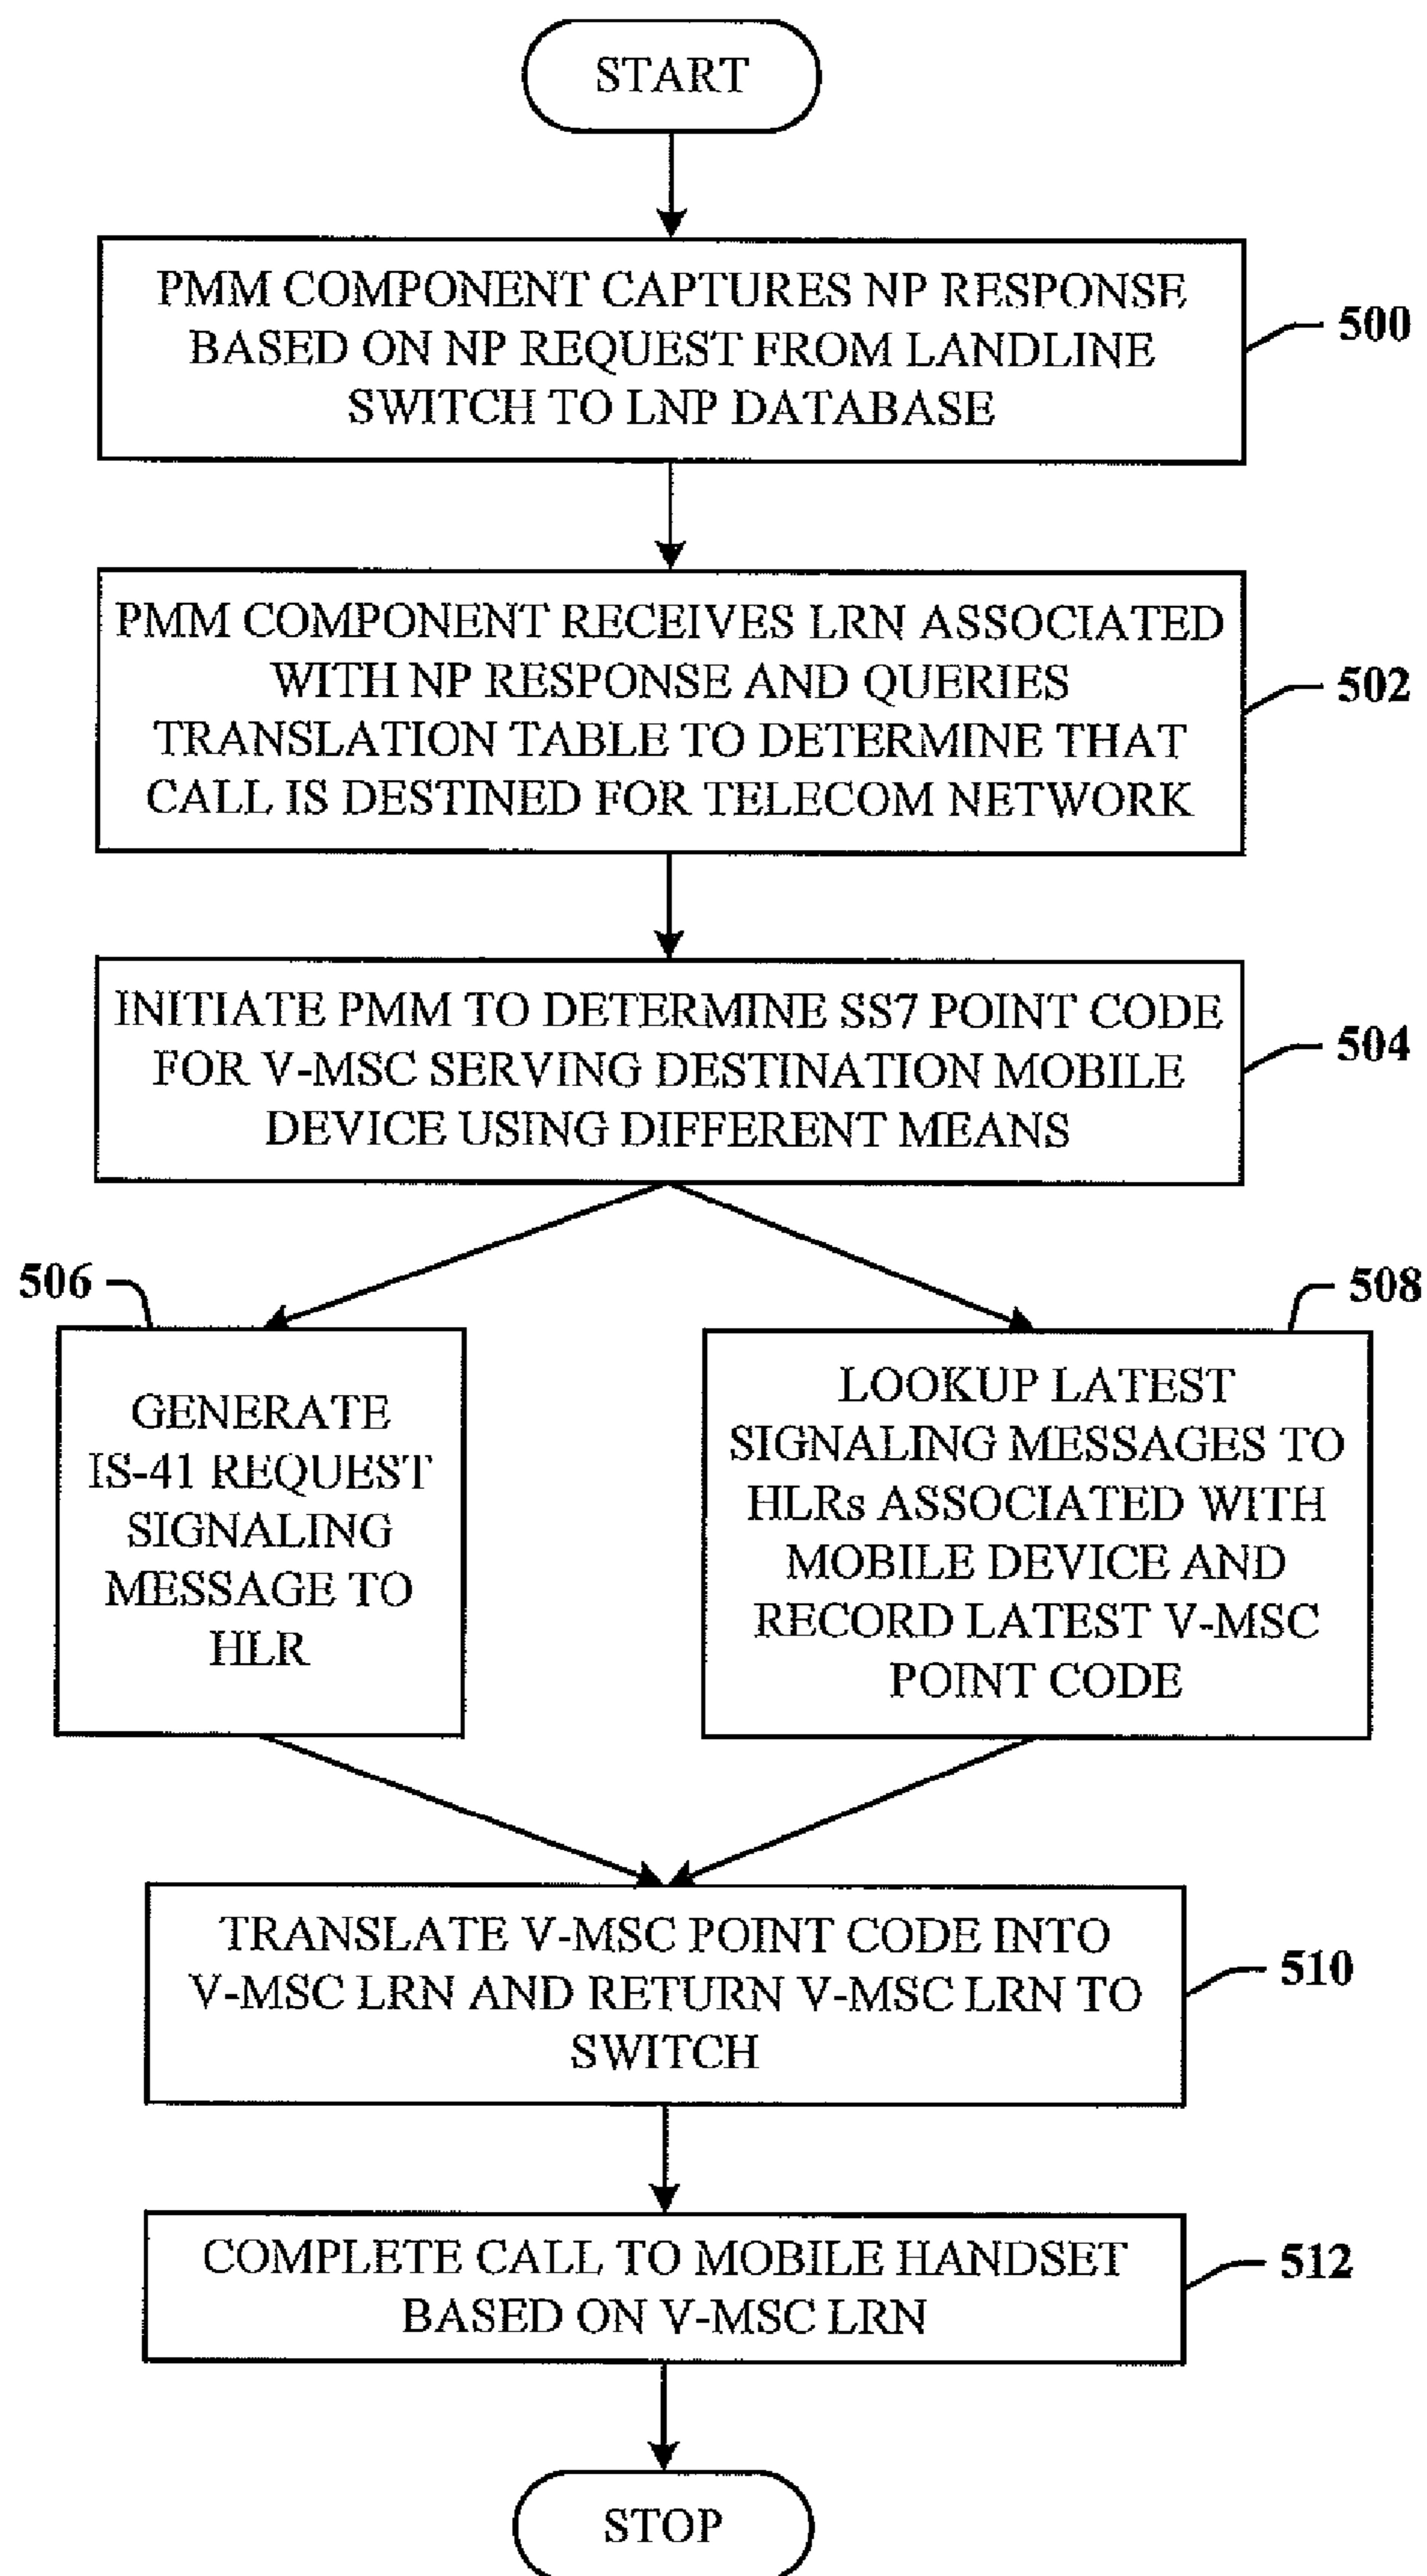 START
PMM COMPONENT CAPTURES NP RESPONSE
BASED ON NP REQUEST FROM LANDLINE
SWITCH TO LNP DATABASE
500
PMM COMPONENT RECEIVES LRN ASSOCIATED
WITH NP RESPONSE AND QUERIES
TRANSLATION TABLE TO DETERMINE THAT
CALL IS DESTINED FOR TELECOM NETWORK
502
INITIATE PMM TO DETERMINE SS7 POINT CODE
FOR V-MSC SERVING DESTINATION MOBILE
DEVICE USING DIFFERENT MEANS
504
506
GENERATE
IS-41 REQUEST
SIGNALING
MESSAGE TO
HLR
508
LOOKUP LATEST
SIGNALING MESSAGES TO
HLRs ASSOCIATED WITH
MOBILE DEVICE AND
RECORD LATEST V-MSC
POINT CODE
TRANSLATE V-MSC POINT CODE INTO
V-MSC LRN AND RETURN V-MSC LRN TO
SWITCH
510
COMPLETE CALL TO MOBILE HANDSET
BASED ON V-MSC LRN
512
STOP